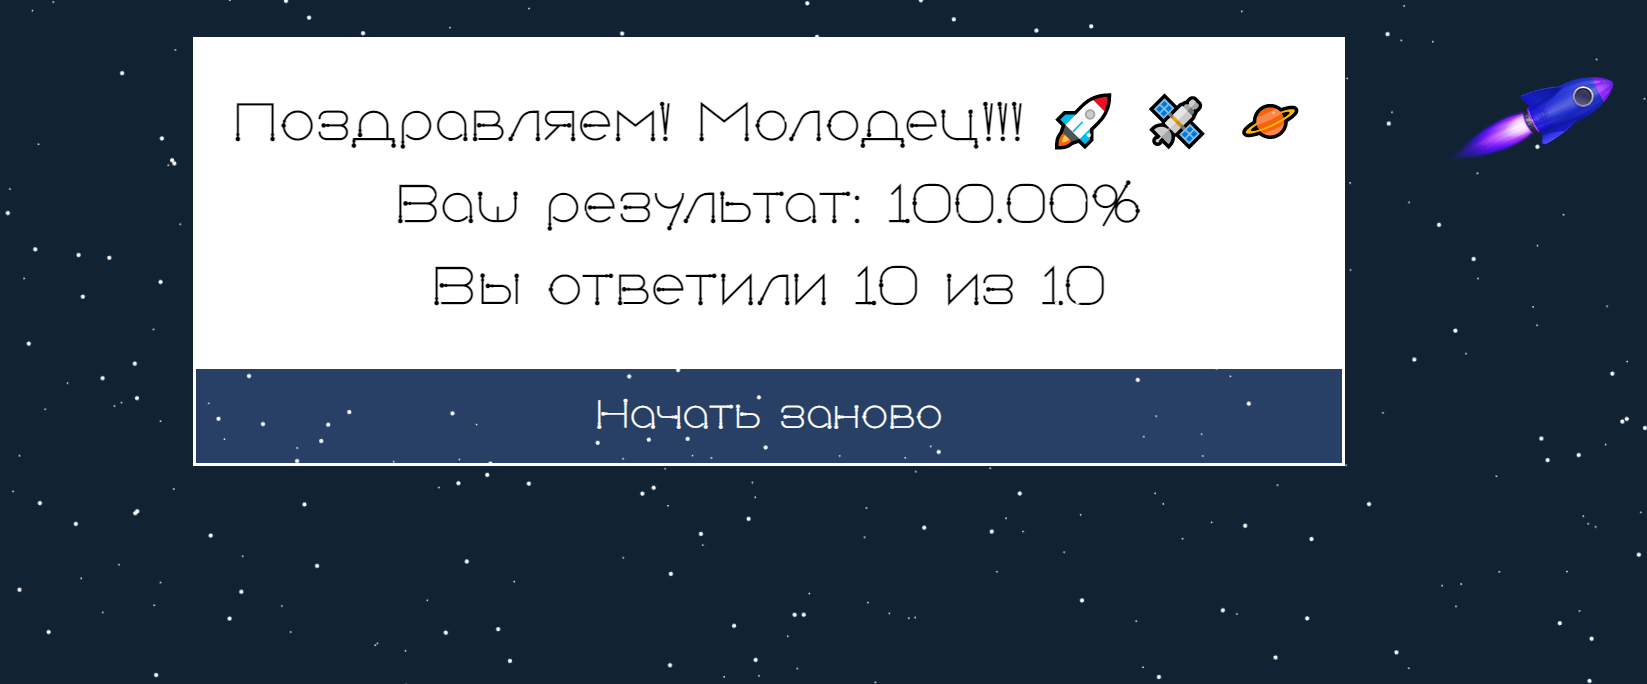 Поздравляем! Молодец!!! 🚀 🛰 🪐
Ваш результат: 100.00%
Вы ответили 10 из 10
Начать заново